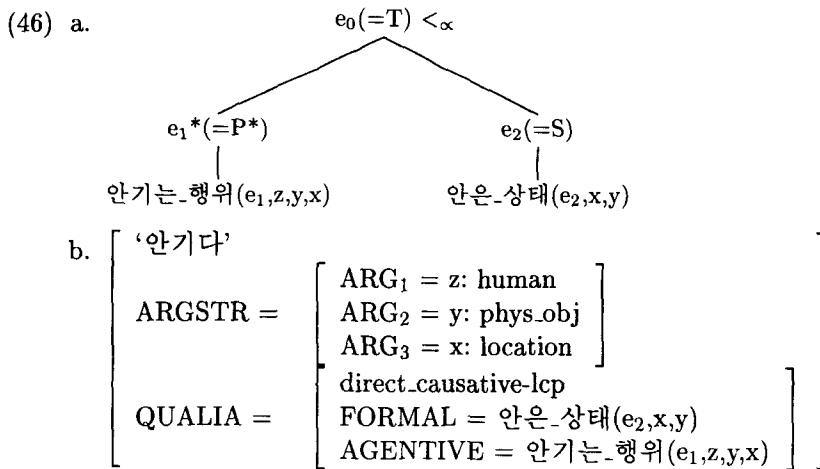 (46) a. e₀(=T) <∝
e₁*(=P*) e₂(=S)
안기는_행위(e₁,z,y,x) 안은_상태(e₂,x,y)
b. '안기다'
ARG₁ = z: human
ARGSTR = ARG₂ = y: phys_obj
ARG₃ = x: location
direct_causative-lcp
QUALIA = FORMAL = 안은_상태(e₂,x,y)
AGENTIVE = 안기는_행위(e₁,z,y,x)